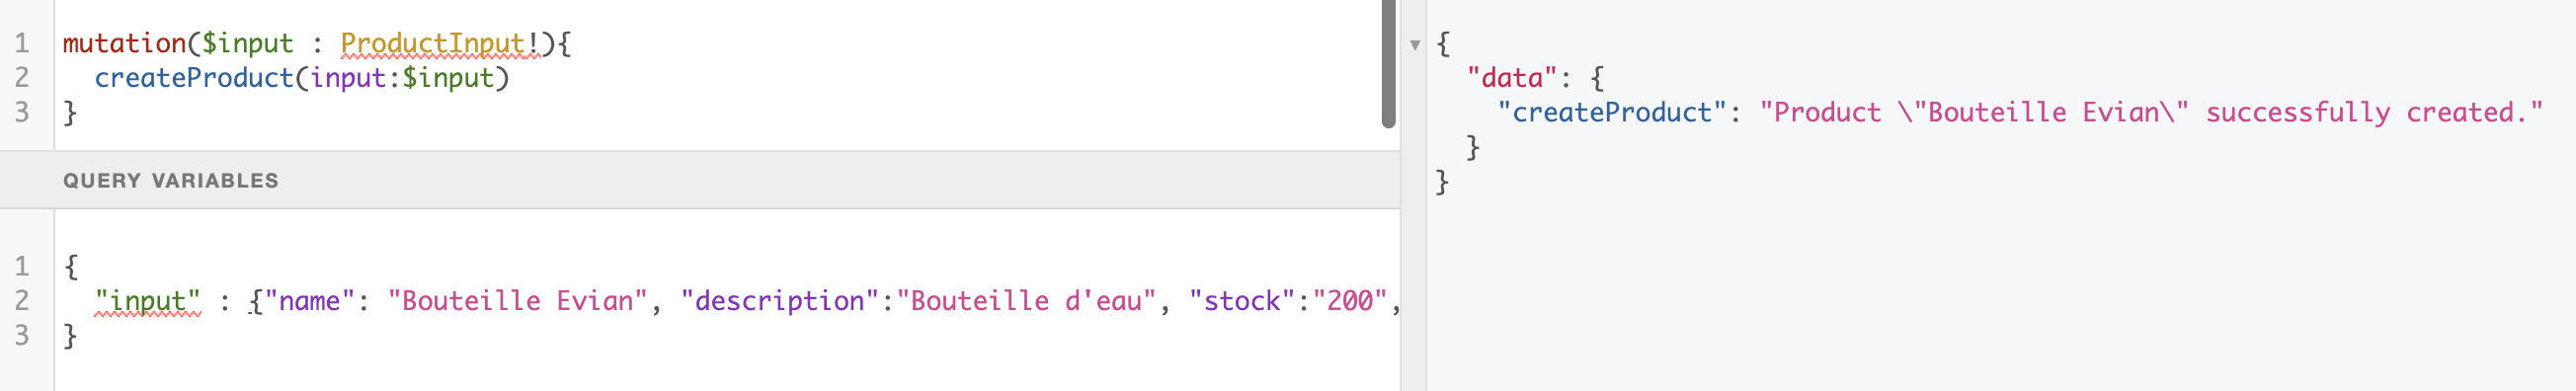 1 mutation($input : ProductInput!){
2 createProduct(input:$input)
3 }
QUERY VARIABLES
1 {
2 "input" : {"name": "Bouteille Evian", "description":"Bouteille d'eau", "stock":"200",
3 }
{
"data": {
"createProduct": "Product \"Bouteille Evian\" successfully created."
}
}